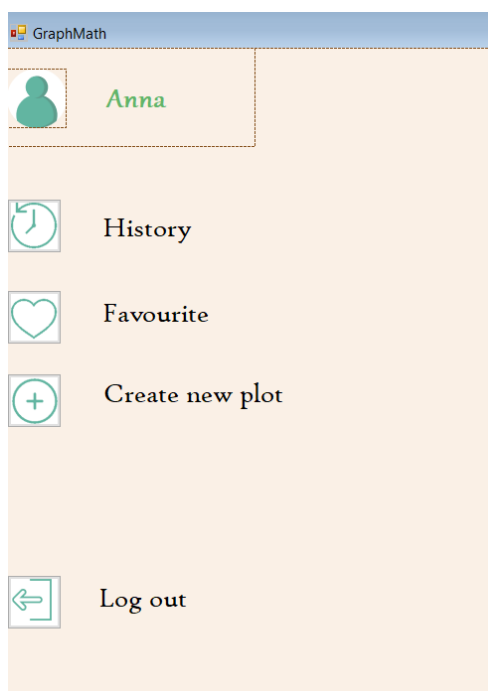 GraphMath
Anna
History
Favourite
Create new plot
Log out